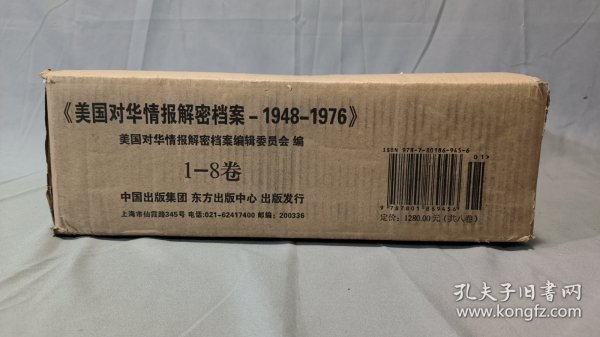 《美国对华情报解密档案-1948-1976》
美国对华情报解密档案编辑委员会 编
1-8卷
中国出版集团 东方出版中心 出版发行
上海市仙霞路345号 电话:021-62417400 邮编:200336
ISBN 978-7-80186-945-6
01>
9 787801 869456
定价: 1280.00元(共八卷)
孔夫子旧书网
www.kongfz.com